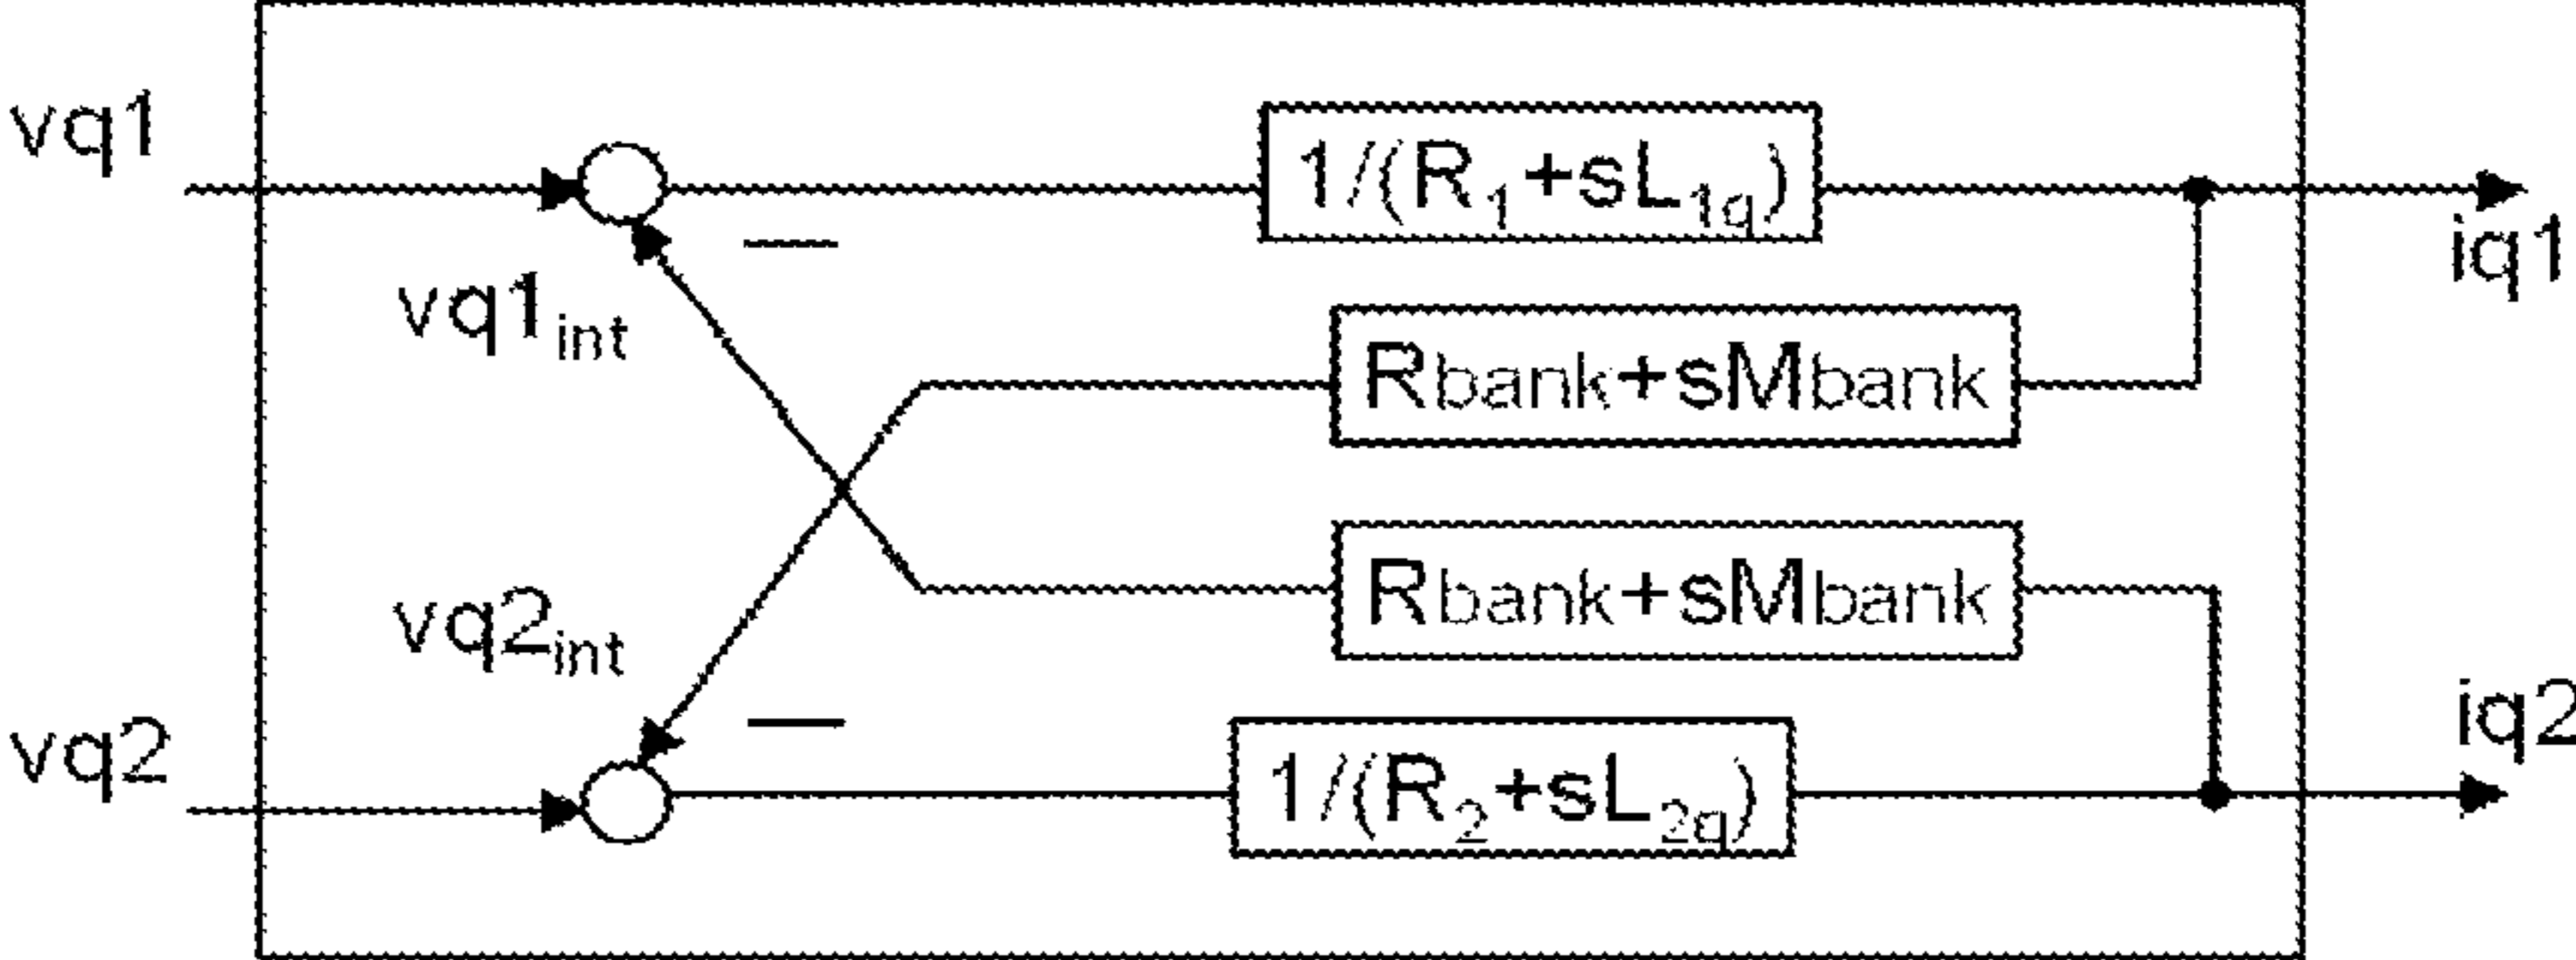 vq1
1/(R₁+sL₁q)
iq1
vq1int
Rbank+sMbank
Rbank+sMbank
vq2int
iq2
vq2
1/(R₂+sL₂q)